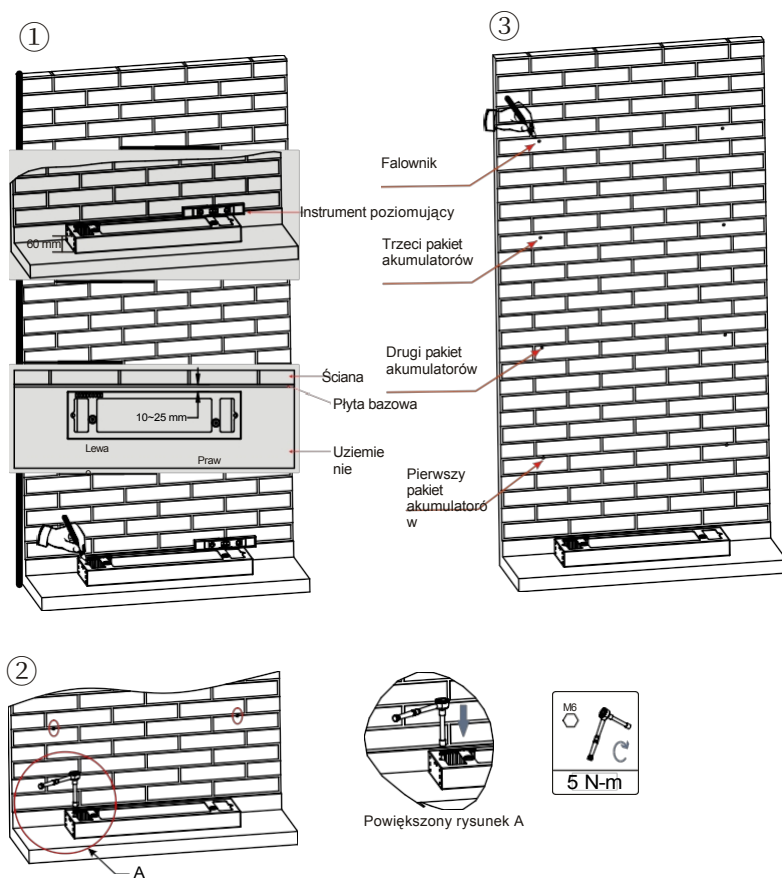 ①
60 mm
Instrument poziomujący
Ściana
Płyta bazowa
10~25 mm
Lewa
Praw
Uziemie
nie
③
Falownik
Trzeci pakiet
akumulatorów
Drugi pakiet
akumulatorów
Pierwszy
pakiet
akumulatoró
w
②
A
Powiększony rysunek A
M6
5 N-m